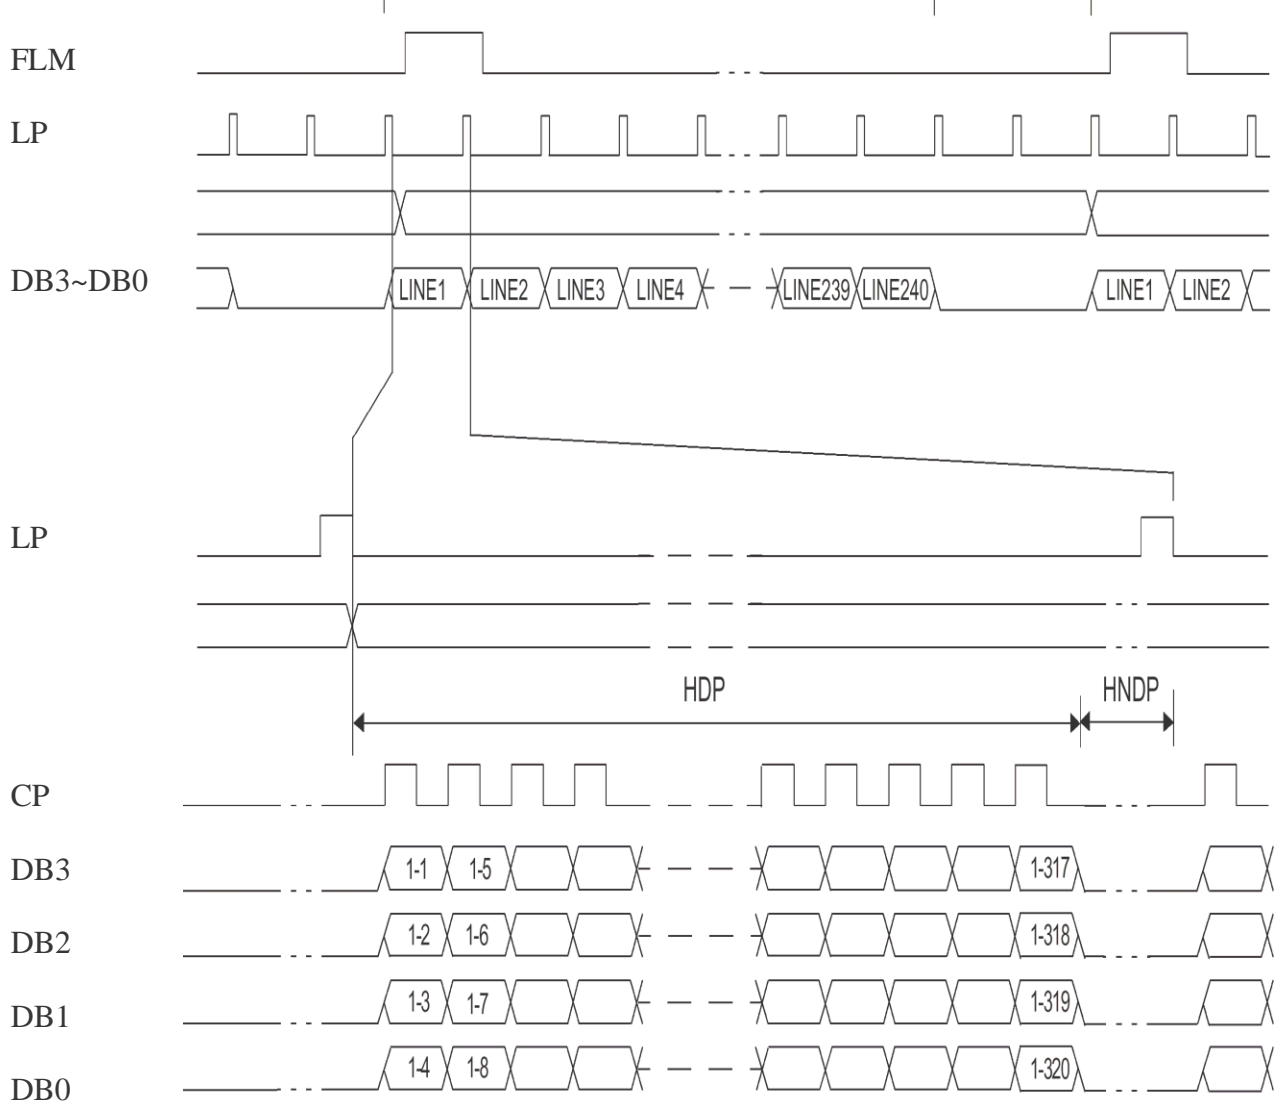 FLM
LP
DB3~DB0
LINE1 LINE2 LINE3 LINE4 LINE239 LINE240 LINE1 LINE2
LP
HDP HNDP
CP
DB3 1-1 1-5 1-317
DB2 1-2 1-6 1-318
DB1 1-3 1-7 1-319
DB0 1-4 1-8 1-320